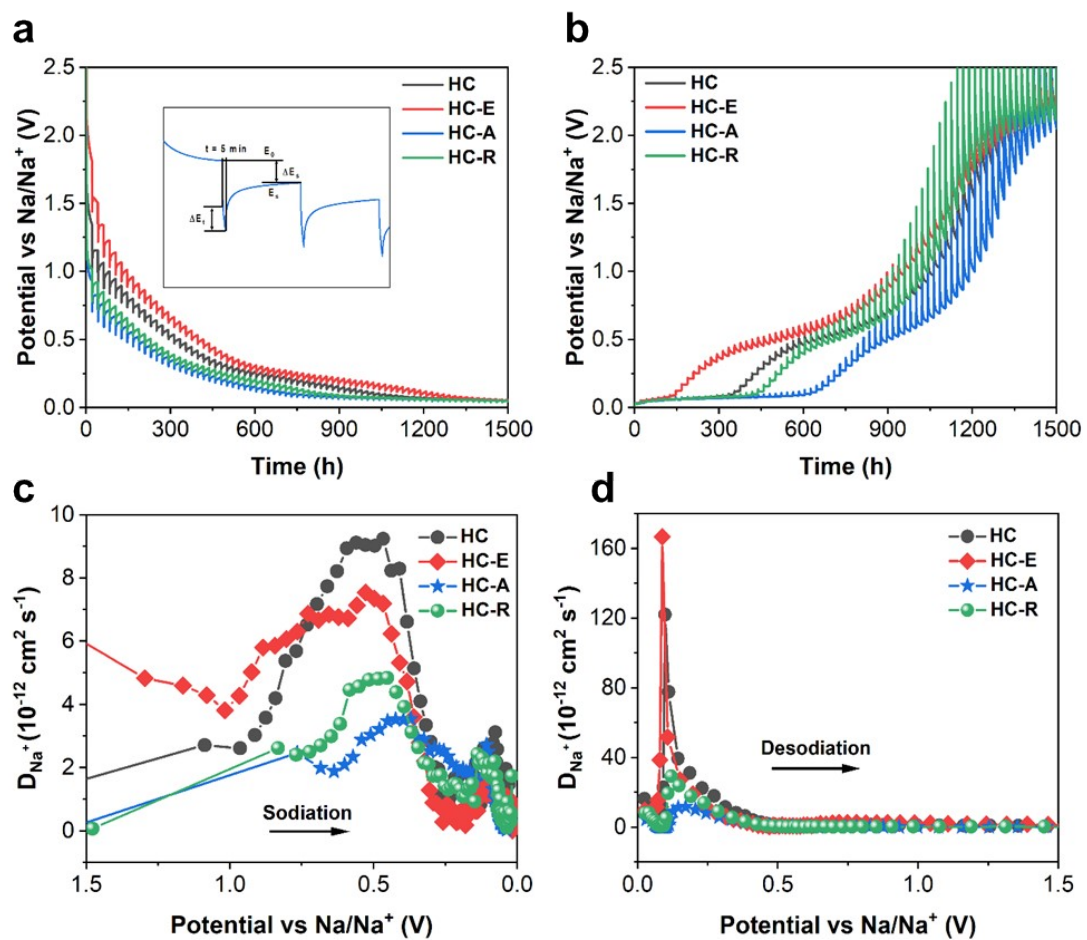 a
2.5
2.0
1.5
1.0
0.5
0.0
Potential vs Na/Na⁺ (V)
0 300 600 900 1200 1500
Time (h)
HC
HC-E
HC-A
HC-R
t = 5 min
E₀
ΔEₛ
Eₛ
ΔEₜ
b
2.5
2.0
1.5
1.0
0.5
0.0
Potential vs Na/Na⁺ (V)
0 300 600 900 1200 1500
Time (h)
HC
HC-E
HC-A
HC-R
c
10
8
6
4
2
0
D_Na⁺ (10⁻¹² cm² s⁻¹)
1.5 1.0 0.5 0.0
Potential vs Na/Na⁺ (V)
HC
HC-E
HC-A
HC-R
Sodiation
d
160
120
80
40
0
D_Na⁺ (10⁻¹² cm² s⁻¹)
0.0 0.5 1.0 1.5
Potential vs Na/Na⁺ (V)
HC
HC-E
HC-A
HC-R
Desodiation